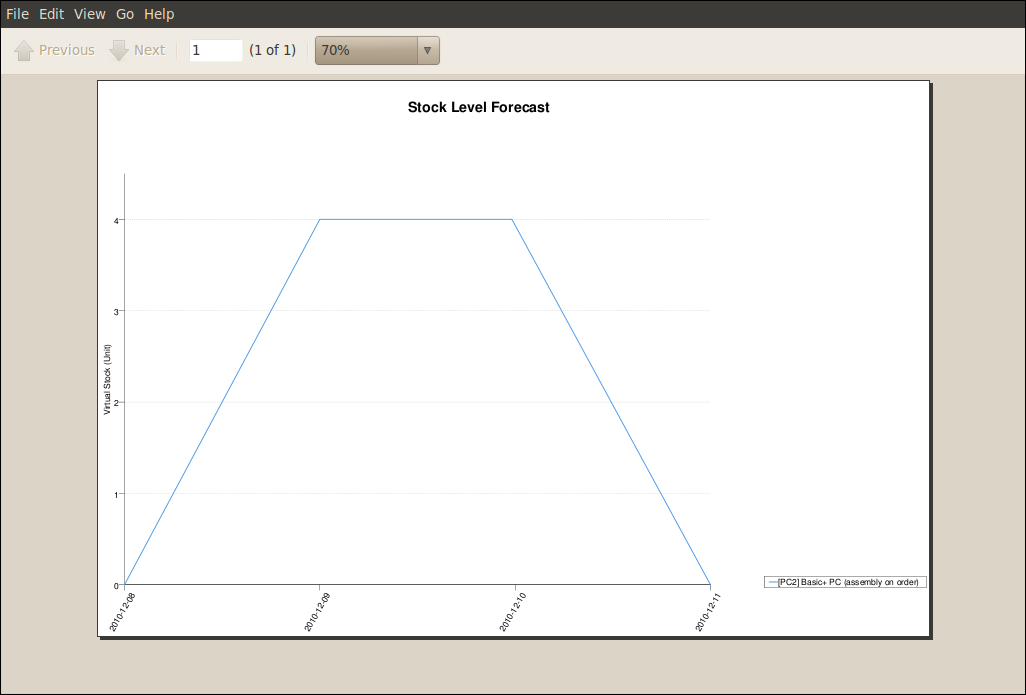 File Edit View Go Help
Previous Next 1 (1 of 1) 70%
Stock Level Forecast
Virtual Stock (Unit)
4
3
2
1
0
2010-12-08 2010-12-09 2010-12-10 2010-12-11
[PC2] Basic+ PC (assembly on order)